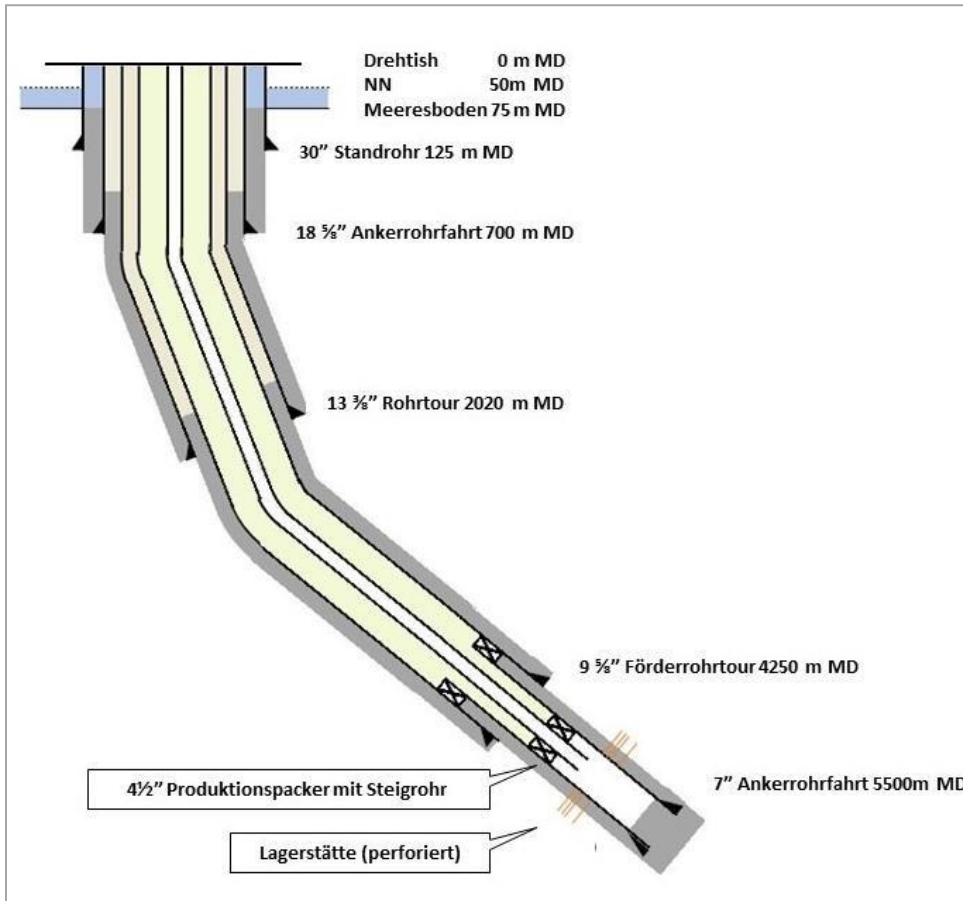 Drehtish 0 m MD
NN 50m MD
Meeresboden 75 m MD
30” Standrohr 125 m MD
18 ⅝” Ankerrohrfahrt 700 m MD
13 ⅜” Rohrtour 2020 m MD
9 ⅝” Förderrohrtour 4250 m MD
7” Ankerrohrfahrt 5500m MD
4½” Produktionspacker mit Steigrohr
Lagerstätte (perforiert)